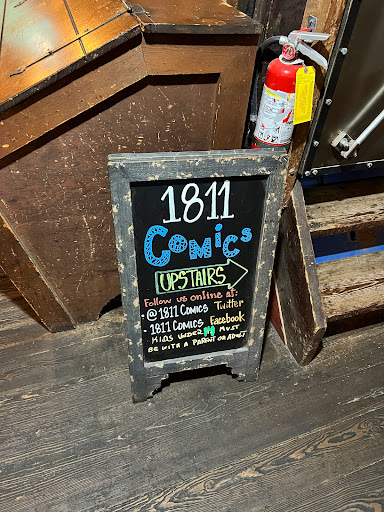 1811
Comics
UPSTAIRS
Follow us online at:
@1811 Comics Twitter
- 1811 Comics Facebook
KIDS UNDER MUST
BE WITH A PARENT OR ADULT